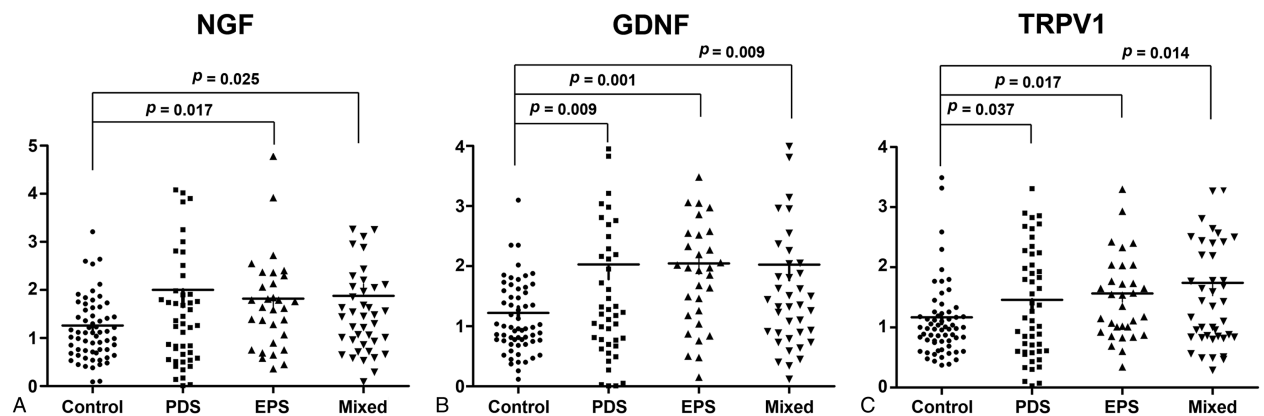 NGF
p = 0.025
p = 0.017
5
4
3
2
1
0
Control PDS EPS Mixed
A
GDNF
p = 0.009
p = 0.001
p = 0.009
4
3
2
1
0
Control PDS EPS Mixed
B
TRPV1
p = 0.014
p = 0.017
p = 0.037
4
3
2
1
0
Control PDS EPS Mixed
C